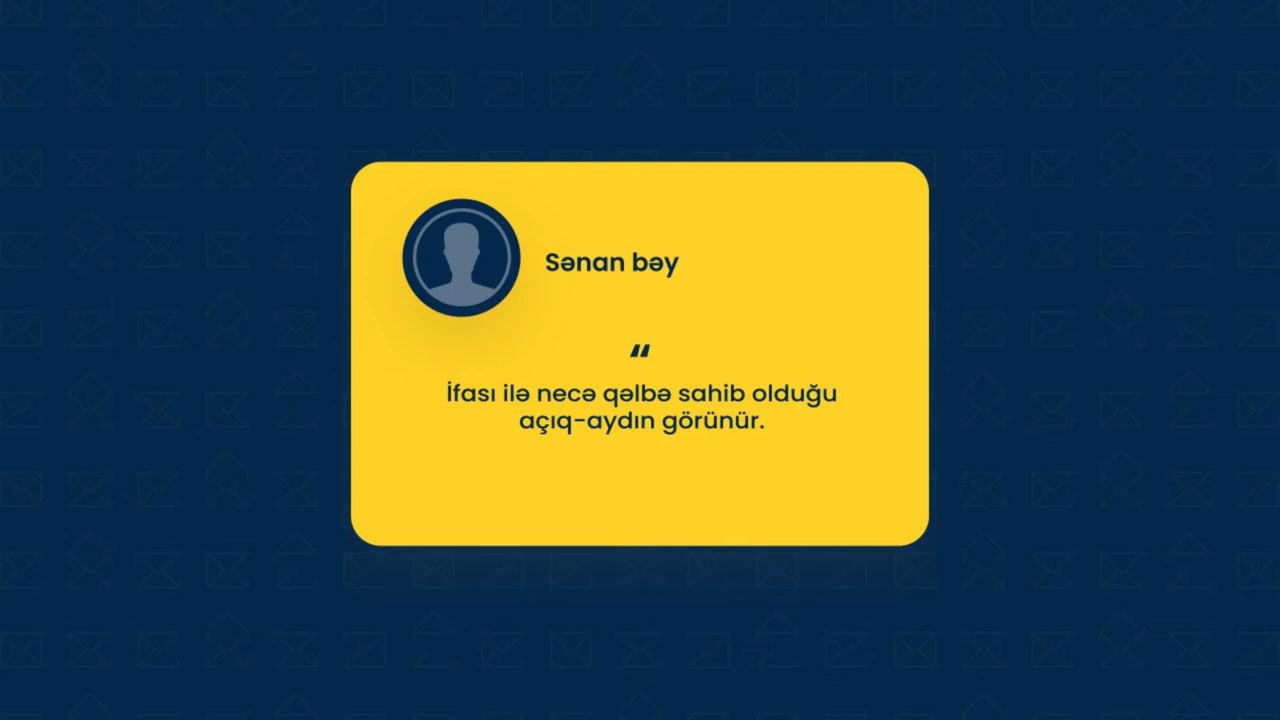 Sənan bəy
“
İfası ilə necə qəlbə sahib olduğu
açıq-aydın görünür.